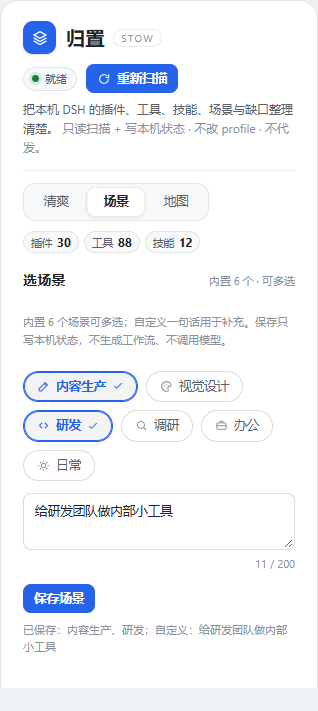 归置 STOW
就绪 重新扫描
把本机 DSH 的插件、工具、技能、场景与缺口整理
清楚。 只读扫描 + 写本机状态 · 不改 profile · 不代
发。
清爽 场景 地图
插件 30 工具 88 技能 12
选场景 内置 6 个 · 可多选
内置 6 个场景可多选；自定义一句话用于补充。保存只
写本机状态，不生成工作流、不调用模型。
内容生产 视觉设计
研发 调研 办公
日常
给研发团队做内部小工具
11 / 200
保存场景
已保存：内容生产、研发；自定义：给研发团队做内部
小工具